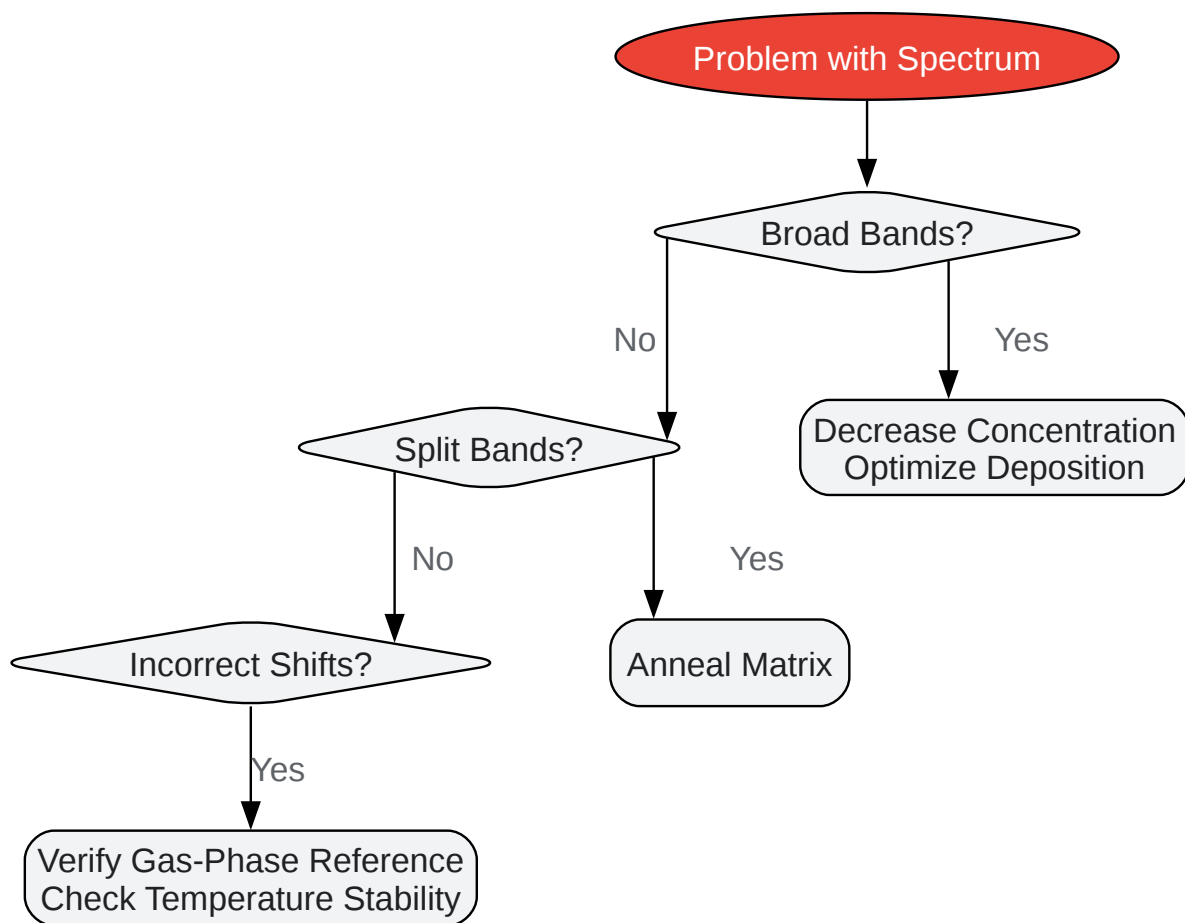 Problem with Spectrum
Broad Bands?
No
Yes
Split Bands?
Decrease Concentration
Optimize Deposition
No
Yes
Incorrect Shifts?
Anneal Matrix
Yes
Verify Gas-Phase Reference
Check Temperature Stability